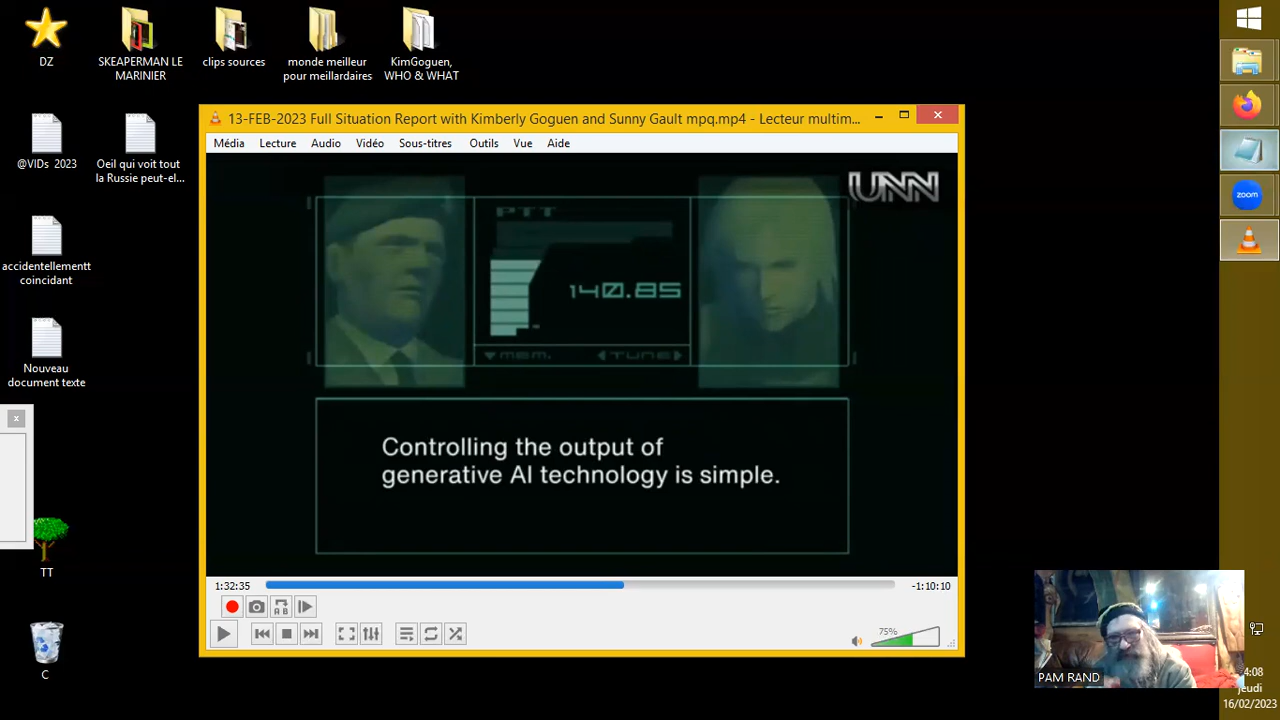 DZ
SKEAPERMAN LE
MARINIER
clips sources
monde meilleur
pour meillardaires
KimGoguen,
WHO & WHAT
@VIDs 2023
Oeil qui voit tout
la Russie peut-el...
accidentellementt
coincidant
Nouveau
document texte
x
TT
C
13-FEB-2023 Full Situation Report with Kimberly Goguen and Sunny Gault mpq.mp4 - Lecteur multim...
Média Lecture Audio Vidéo Sous-titres Outils Vue Aide
UNN
PTT
140.85
MEM. TUNE
Controlling the output of
generative AI technology is simple.
1:32:35 -1:10:10
A B
75%
zoom
PAM RAND
4:08
jeudi
16/02/2023